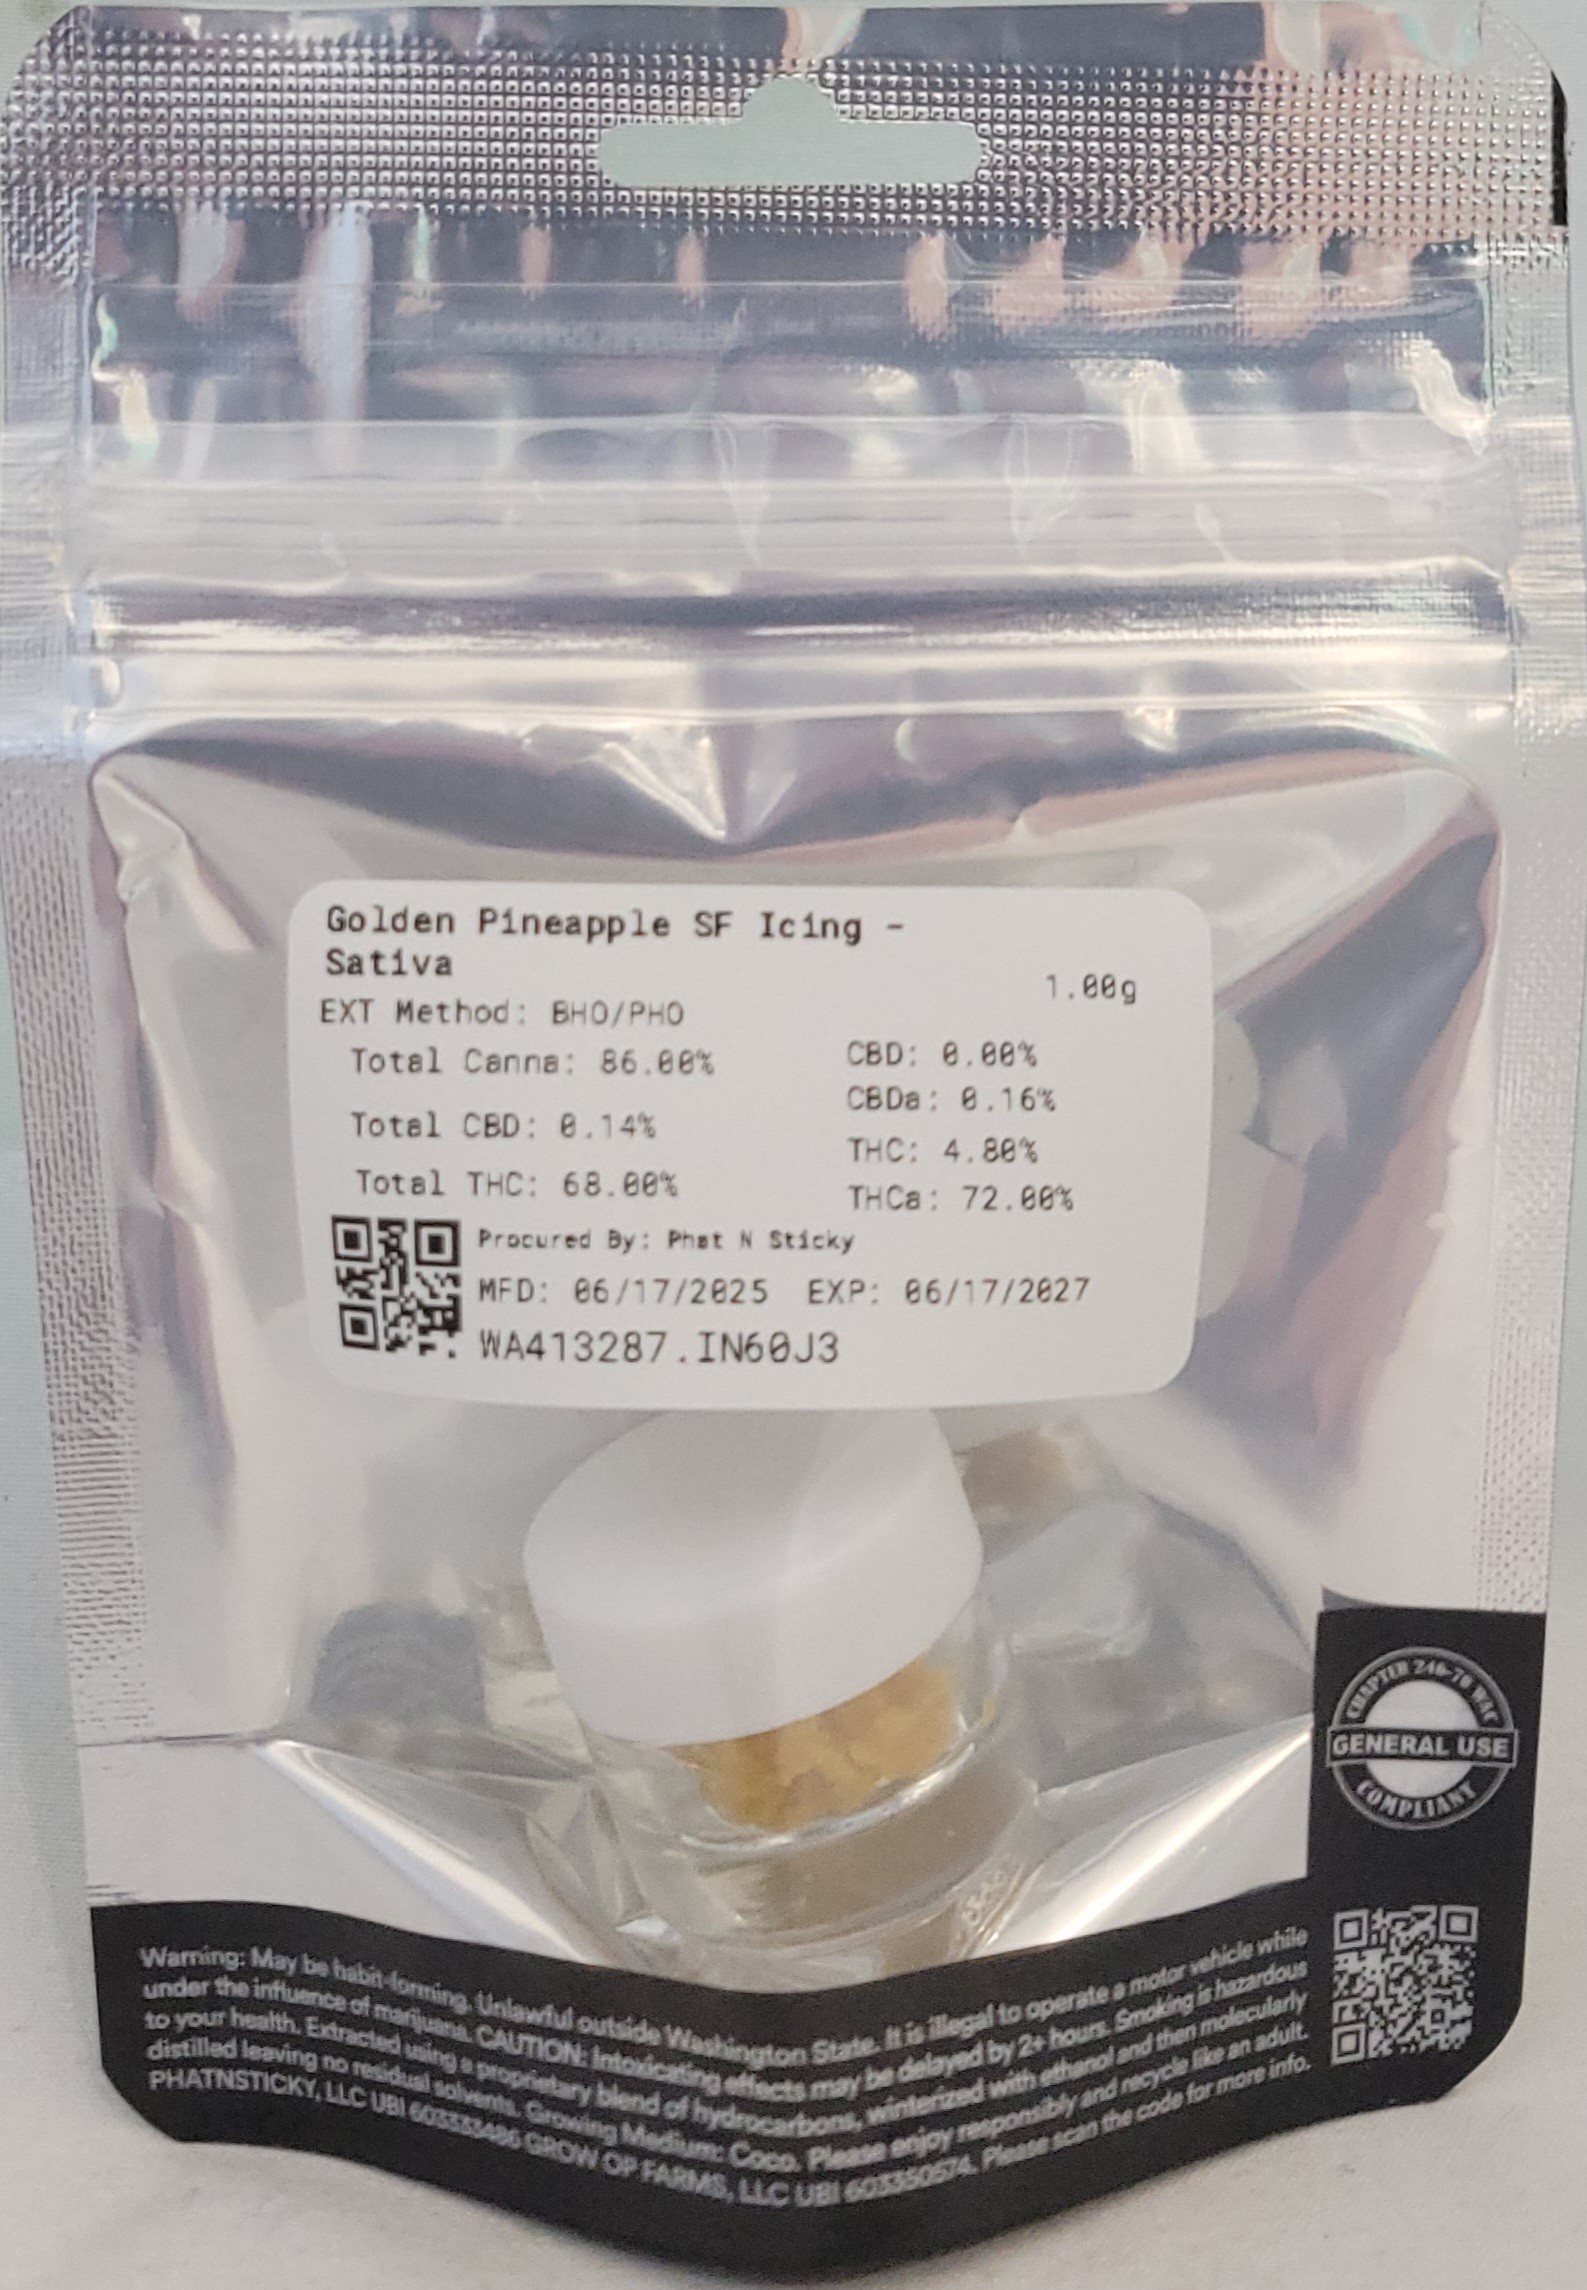 Golden Pineapple SF Icing -
Sativa
1.00g
EXT Method: BHO/PHO
Total Canna: 86.00%
Total CBD: 0.14%
Total THC: 68.00%
CBD: 0.00%
CBDa: 0.16%
THC: 4.80%
THCa: 72.00%
Procured By: Phat N Sticky
MFD: 06/17/2025 EXP: 06/17/2027
WA413287.IN60J3
CHAPTER 246-70 WAC
GENERAL USE
COMPLIANT
Warning: May be habit-forming. Unlawful outside Washington State. It is illegal to operate a motor vehicle while
under the influence of marijuana. CAUTION: Intoxicating effects may be delayed by 2+ hours. Smoking is hazardous
to your health. Extracted using a proprietary blend of hydrocarbons, winterized with ethanol and then molecularly
distilled leaving no residual solvents. Growing Medium: Coco. Please enjoy responsibly and recycle like an adult.
PHATNSTICKY, LLC UBI 603333486 GROW OP FARMS, LLC UBI 603350574. Please scan the code for more info.